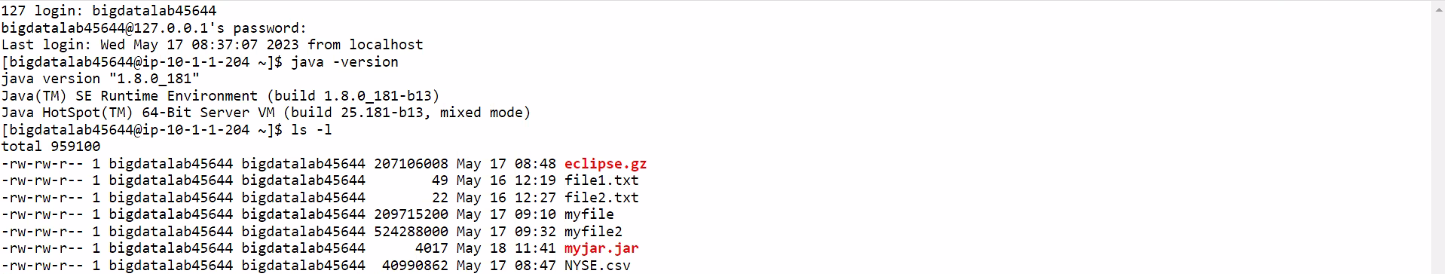 127 login: bigdatalab45644
bigdatalab45644@127.0.0.1's password:
Last login: Wed May 17 08:37:07 2023 from localhost
[bigdatalab45644@ip-10-1-1-204 ~]$ java -version
java version "1.8.0_181"
Java(TM) SE Runtime Environment (build 1.8.0_181-b13)
Java HotSpot(TM) 64-Bit Server VM (build 25.181-b13, mixed mode)
[bigdatalab45644@ip-10-1-1-204 ~]$ ls -l
total 959100
-rw-rw-r-- 1 bigdatalab45644 bigdatalab45644 207106008 May 17 08:48 eclipse.gz
-rw-rw-r-- 1 bigdatalab45644 bigdatalab45644        49 May 16 12:19 file1.txt
-rw-rw-r-- 1 bigdatalab45644 bigdatalab45644        22 May 16 12:27 file2.txt
-rw-rw-r-- 1 bigdatalab45644 bigdatalab45644 209715200 May 17 09:10 myfile
-rw-rw-r-- 1 bigdatalab45644 bigdatalab45644 524288000 May 17 09:32 myfile2
-rw-rw-r-- 1 bigdatalab45644 bigdatalab45644      4017 May 18 11:41 myjar.jar
-rw-rw-r-- 1 bigdatalab45644 bigdatalab45644  40990862 May 17 08:47 NYSE.csv